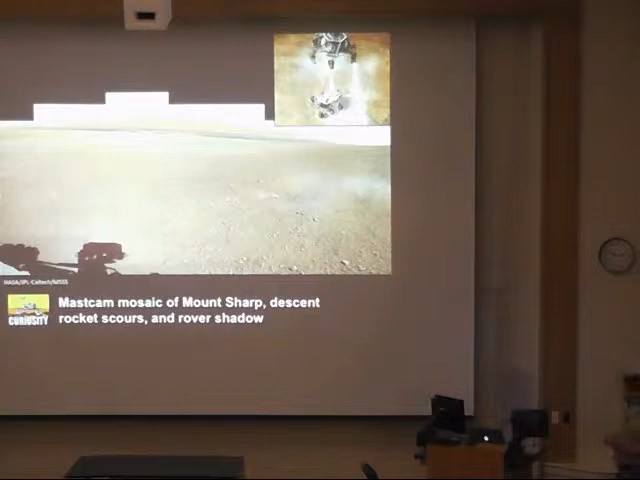 NASA/JPL-Caltech/MSSS
Mastcam mosaic of Mount Sharp, descent
rocket scours, and rover shadow
CURIOSITY